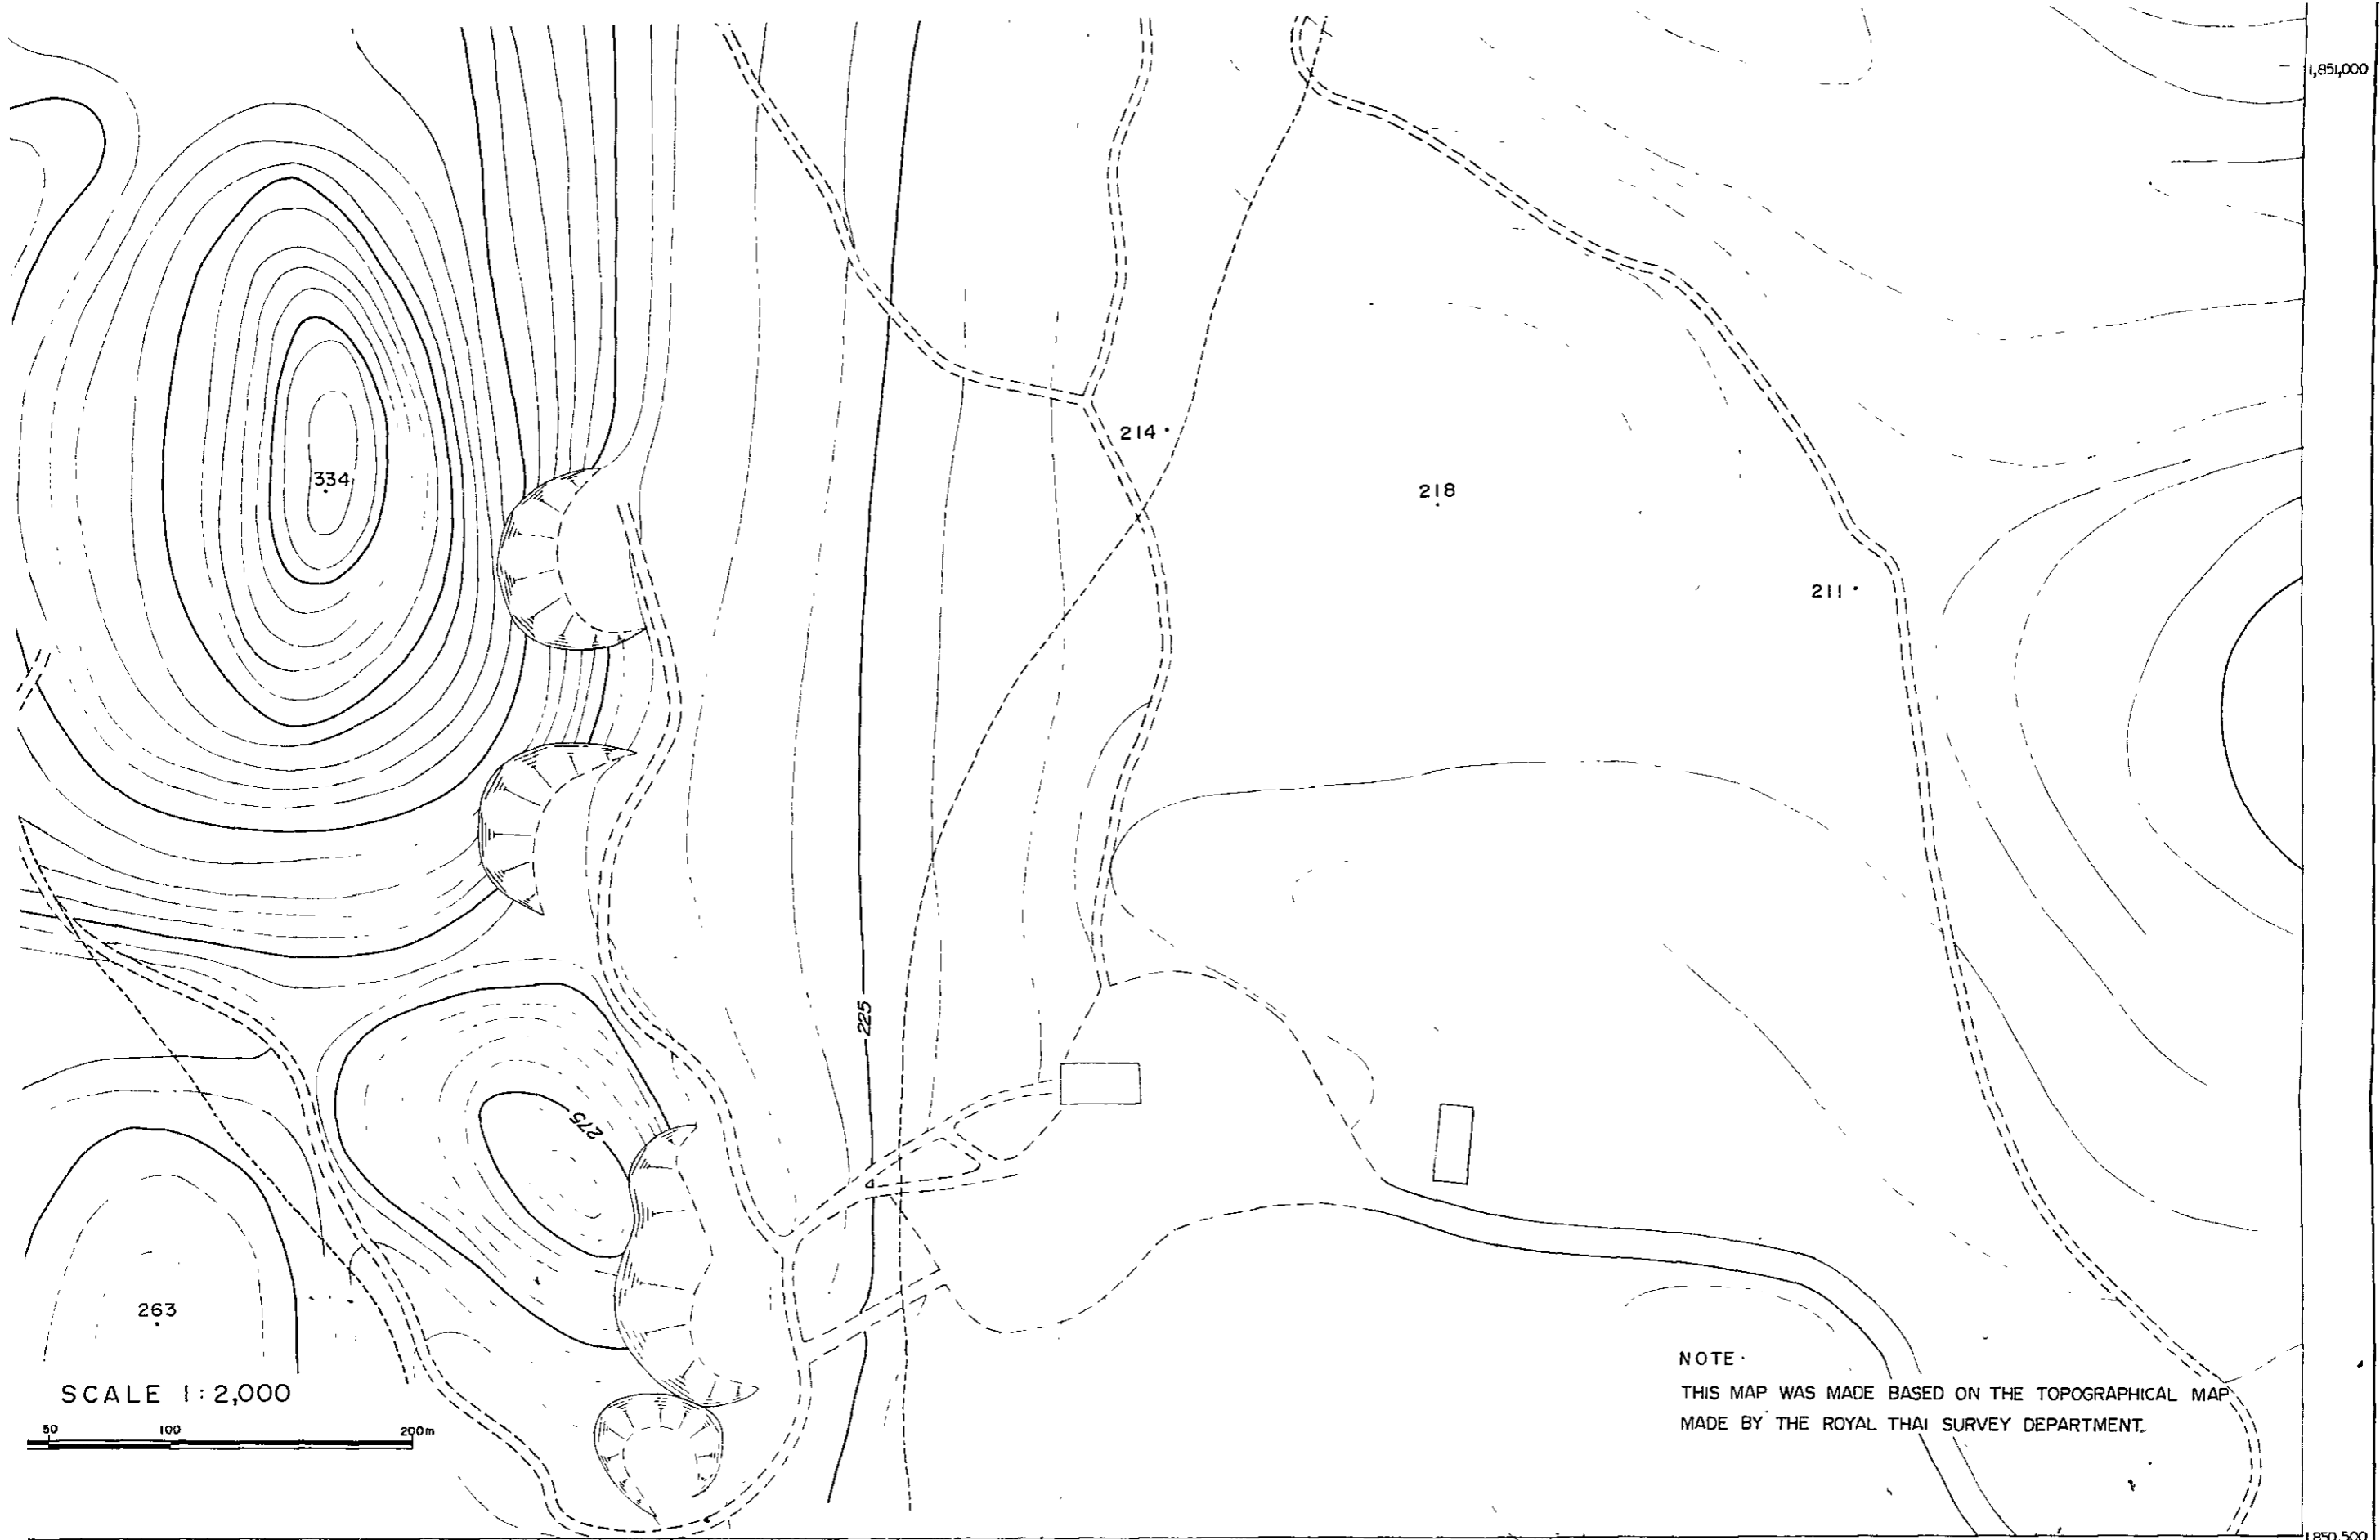 1,851,000
334
214
218
211
225
275
263
SCALE 1:2,000
50 100 200m
NOTE·
THIS MAP WAS MADE BASED ON THE TOPOGRAPHICAL MAP
MADE BY THE ROYAL THAI SURVEY DEPARTMENT.
1,850,500